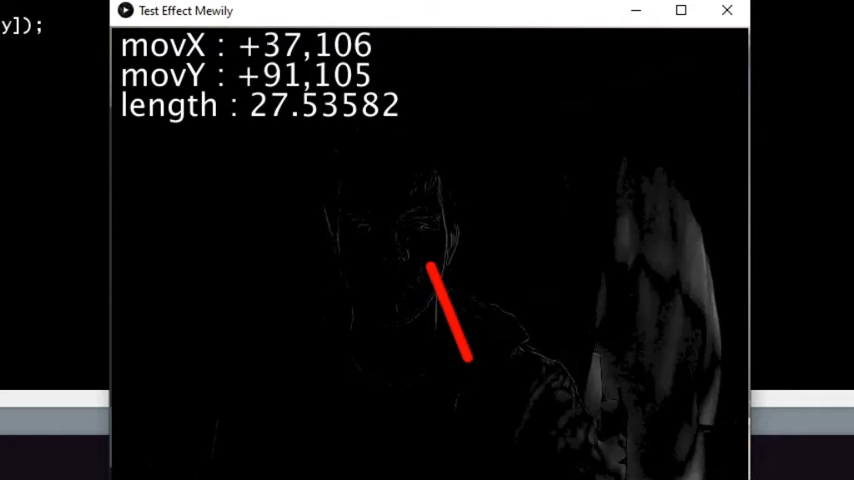 Test Effect Mewily
y]);
movX : +37,106
movY : +91,105
length : 27.53582